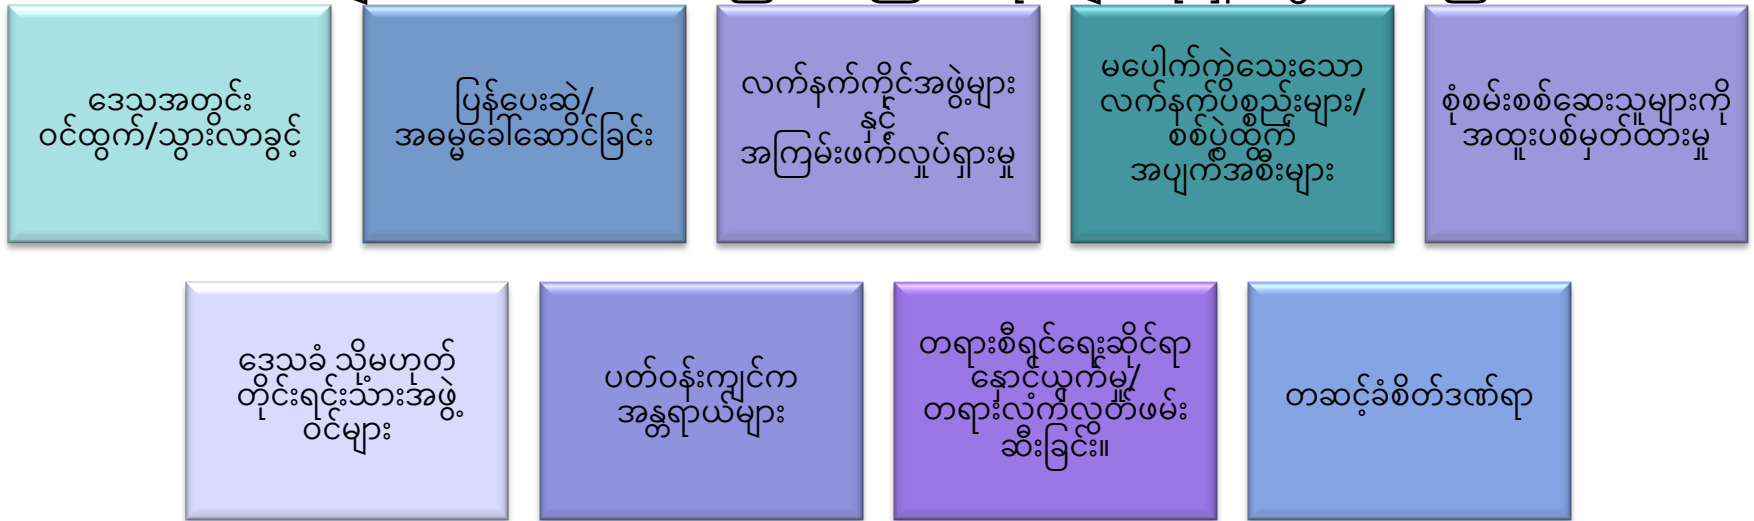 ဒေသအတွင်း
ဝင်ထွက်/သွားလာခွင့်
ပြန်ပေးဆွဲ/
အဓမ္မခေါ်ဆောင်ခြင်း
လက်နက်ကိုင်အဖွဲ့များ
နှင့်
အကြမ်းဖက်လှုပ်ရှားမှု
မပေါက်ကွဲသေးသော
လက်နက်ပစ္စည်းများ/
စစ်ပွဲထွက်
အပျက်အစီးများ
စုံစမ်းစစ်ဆေးသူများကို
အထူးပစ်မှတ်ထားမှု
ဒေသခံ သို့မဟုတ်
တိုင်းရင်းသားအဖွဲ့
ဝင်များ
ပတ်ဝန်းကျင်က
အန္တရာယ်များ
တရားစီရင်ရေးဆိုင်ရာ
နှောင့်ယှက်မှု/
တရားလက်လွတ်ဖမ်း
ဆီးခြင်း။
တဆင့်ခံစိတ်ဒဏ်ရာ